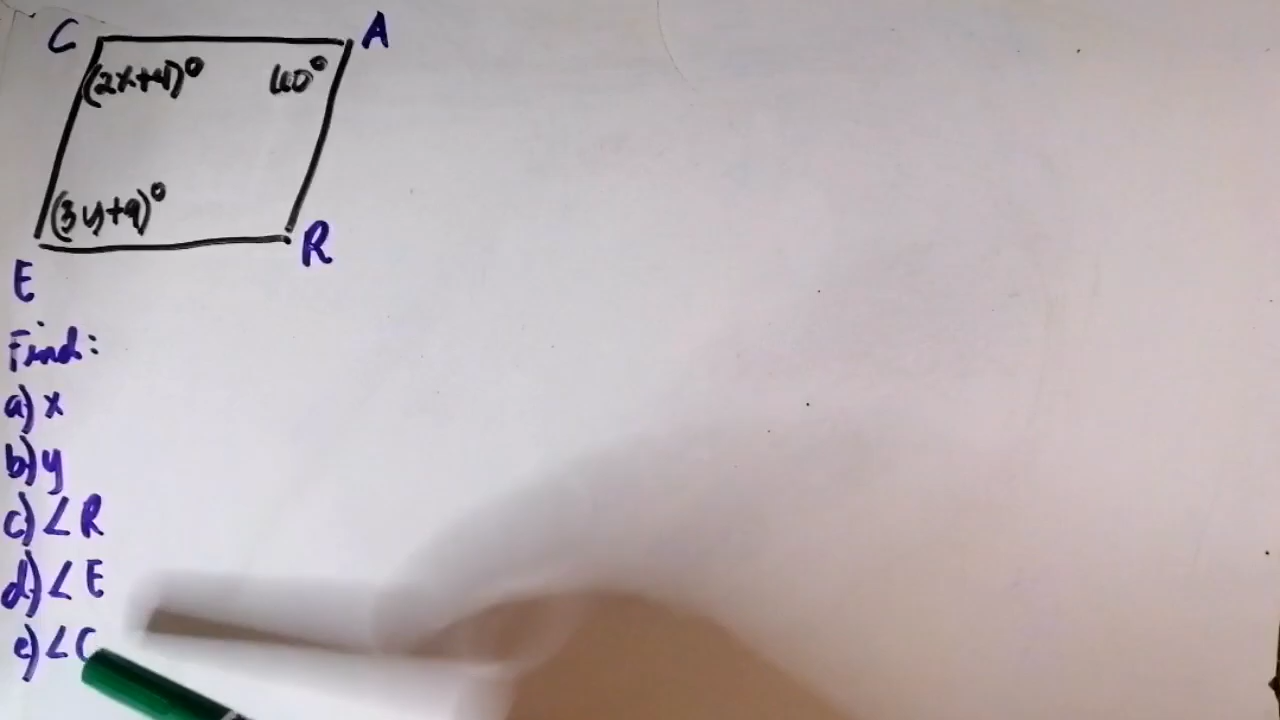 C A
(2x+4)° 60°
(3y+9)°
R
E
Find:
a) x
b) y
c) ∠R
d) ∠E
e) ∠C